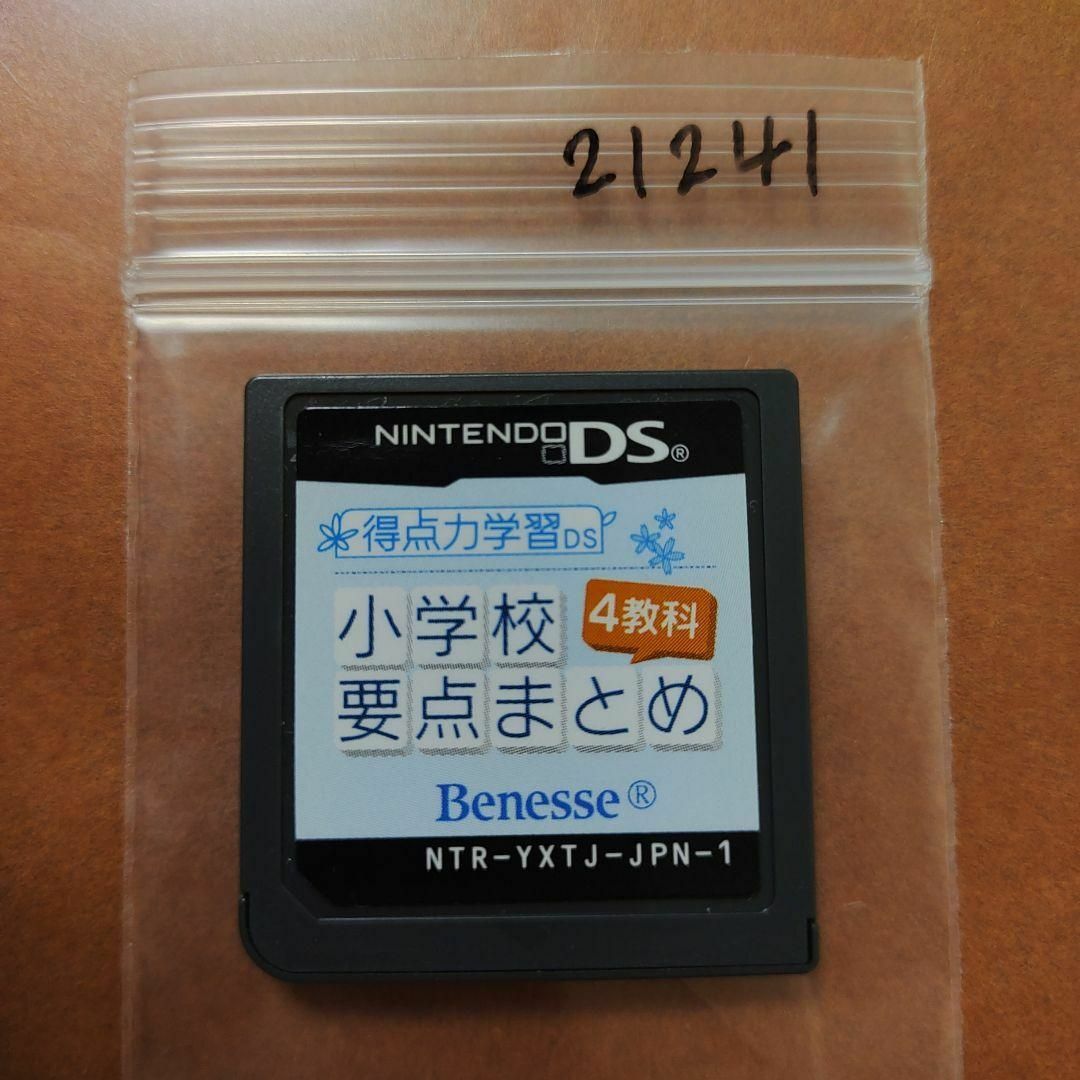 21241
NINTENDO DS®
得点力学習DS
小学校
4教科
要点まとめ
Benesse®
NTR-YXTJ-JPN-1